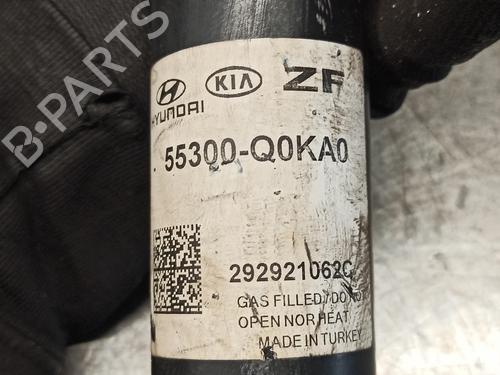 B-PARTS
HYUNDAI KIA ZF
55300-Q0KA0
292921062C
GAS FILLED/DO NOT
OPEN NOR HEAT
MADE IN TURKEY